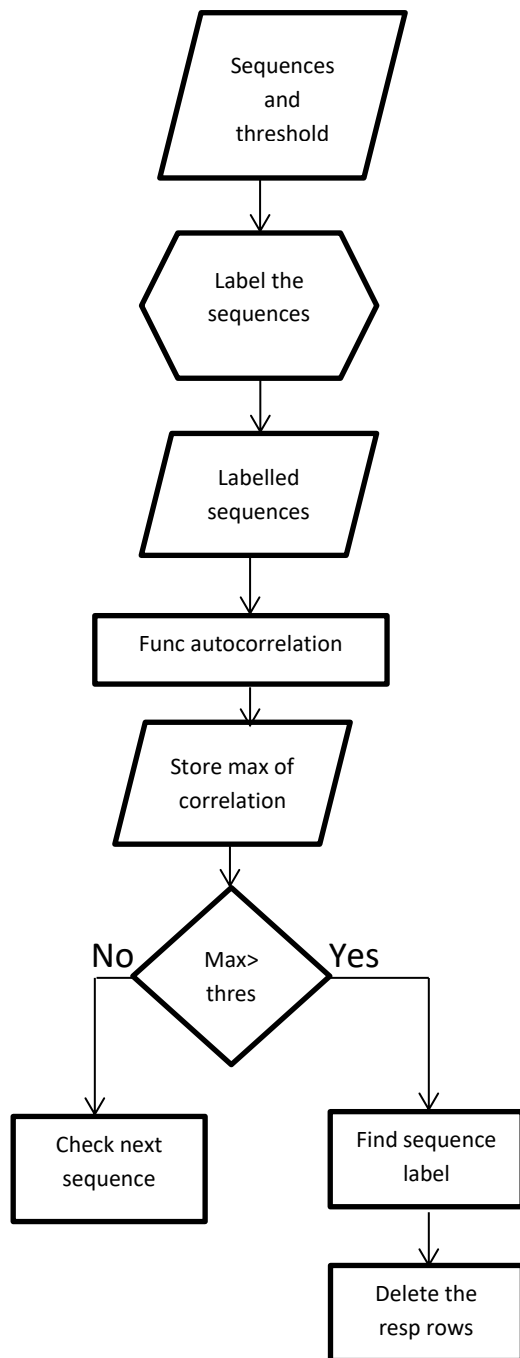 Sequences
and
threshold
Label the
sequences
Labelled
sequences
Func autocorrelation
Store max of
correlation
No
Max>
thres
Yes
Check next
sequence
Find sequence
label
Delete the
resp rows